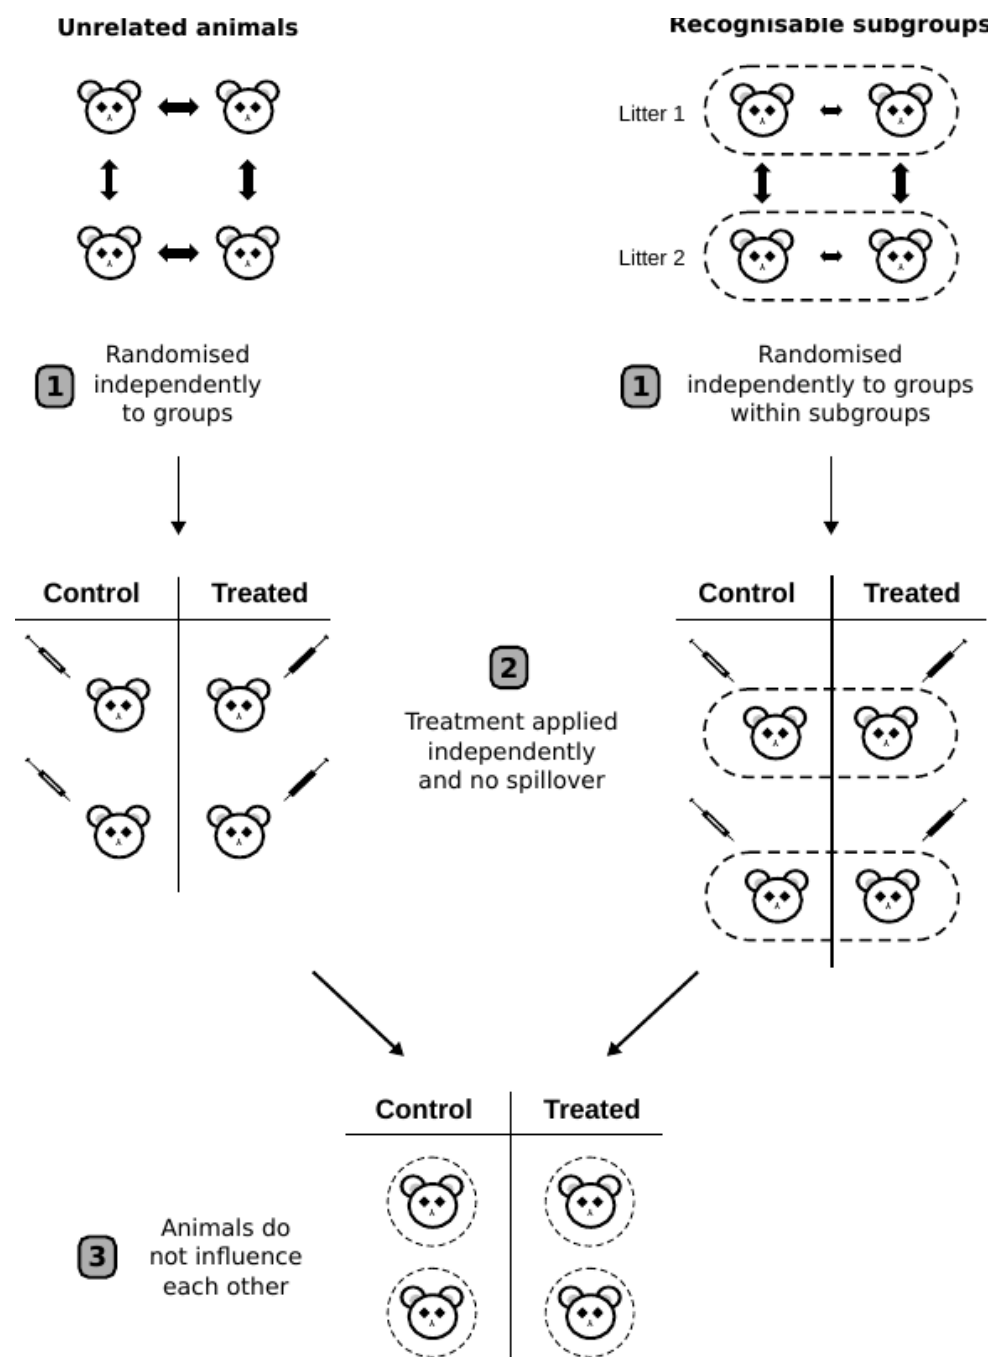 Unrelated animals
Recognisable subgroups
Litter 1
Litter 2
1
Randomised
independently
to groups
1
Randomised
independently to groups
within subgroups
Control Treated
Control Treated
2
Treatment applied
independently
and no spillover
Control Treated
3
Animals do
not influence
each other